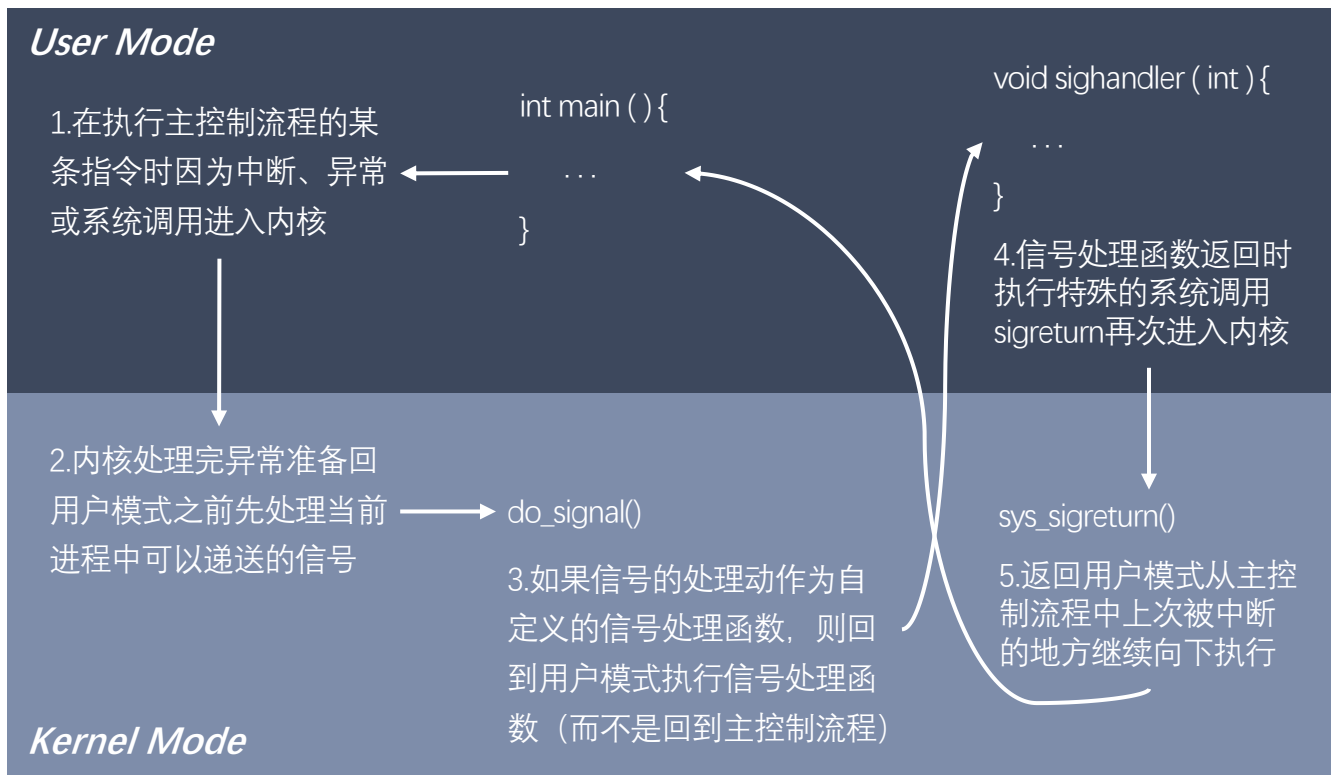 User Mode
1.在执行主控制流程的某
条指令时因为中断、异常
或系统调用进入内核
int main ( ) {
. . .
}
void sighandler ( int ) {
. . .
}
4.信号处理函数返回时
执行特殊的系统调用
sigreturn再次进入内核
2.内核处理完异常准备回
用户模式之前先处理当前
进程中可以递送的信号
do_signal()
3.如果信号的处理动作为自
定义的信号处理函数，则回
到用户模式执行信号处理函
数（而不是回到主控制流程）
sys_sigreturn()
5.返回用户模式从主控
制流程中上次被中断
的地方继续向下执行
Kernel Mode